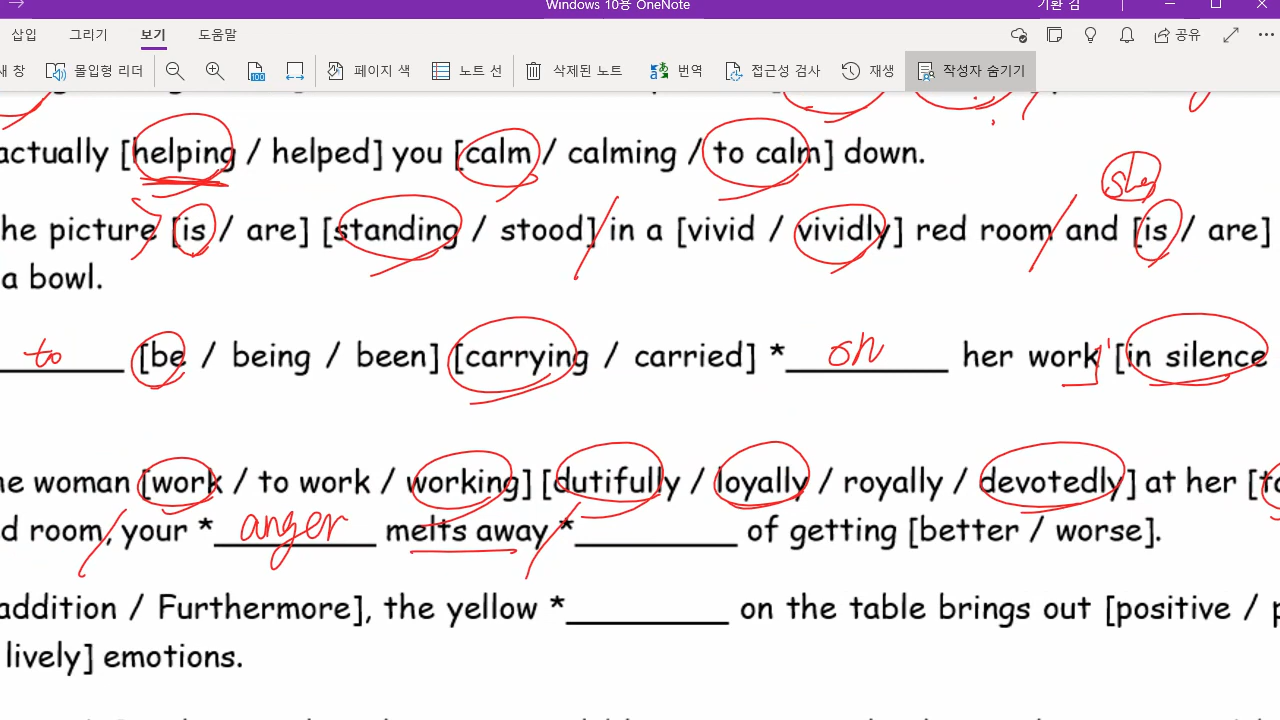 Windows 10용 OneNote 기환 김
삽입 그리기 보기 도움말 공유
새 창 몰입형 리더 페이지 색 노트 선 삭제된 노트 번역 접근성 검사 재생 작성자 숨기기
actually [helping / helped] you [calm / calming / to calm] down.
she
he picture [is / are] [standing / stood] in a [vivid / vividly] red room and [is / are]
a bowl.
to [be / being / been] [carrying / carried] * on her work [in silence
ne woman [work / to work / working] [dutifully / loyally / royally / devotedly] at her [to
d room, your * anger melts away * of getting [better / worse].
addition / Furthermore], the yellow * on the table brings out [positive / p
lively] emotions.